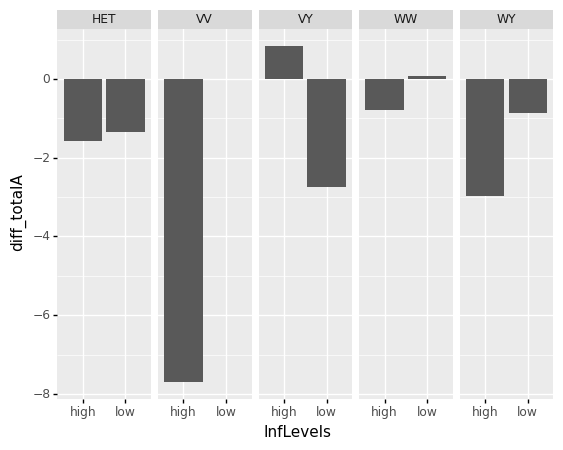 HET VV VY WW WY
0
−2
−4
−6
−8
diff_totalA
high low high low high low high low high low
InfLevels